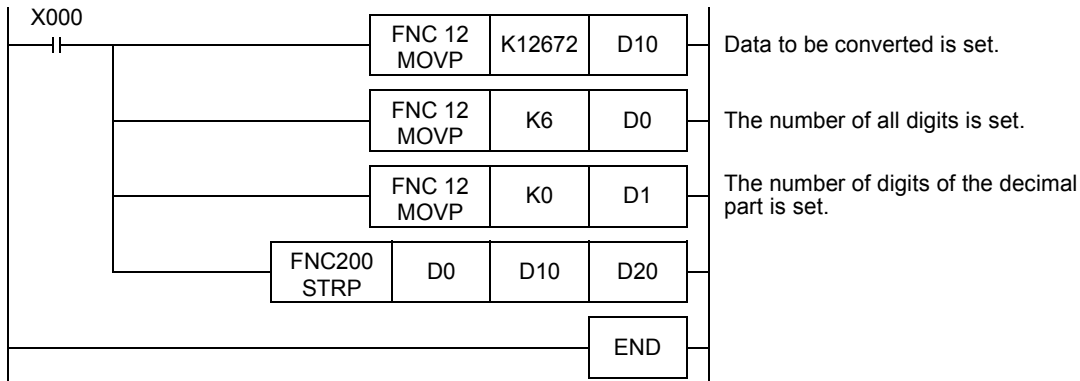 X000
FNC 12
MOVP
K12672
D10
Data to be converted is set.
FNC 12
MOVP
K6
D0
The number of all digits is set.
FNC 12
MOVP
K0
D1
The number of digits of the decimal
part is set.
FNC200
STRP
D0
D10
D20
END